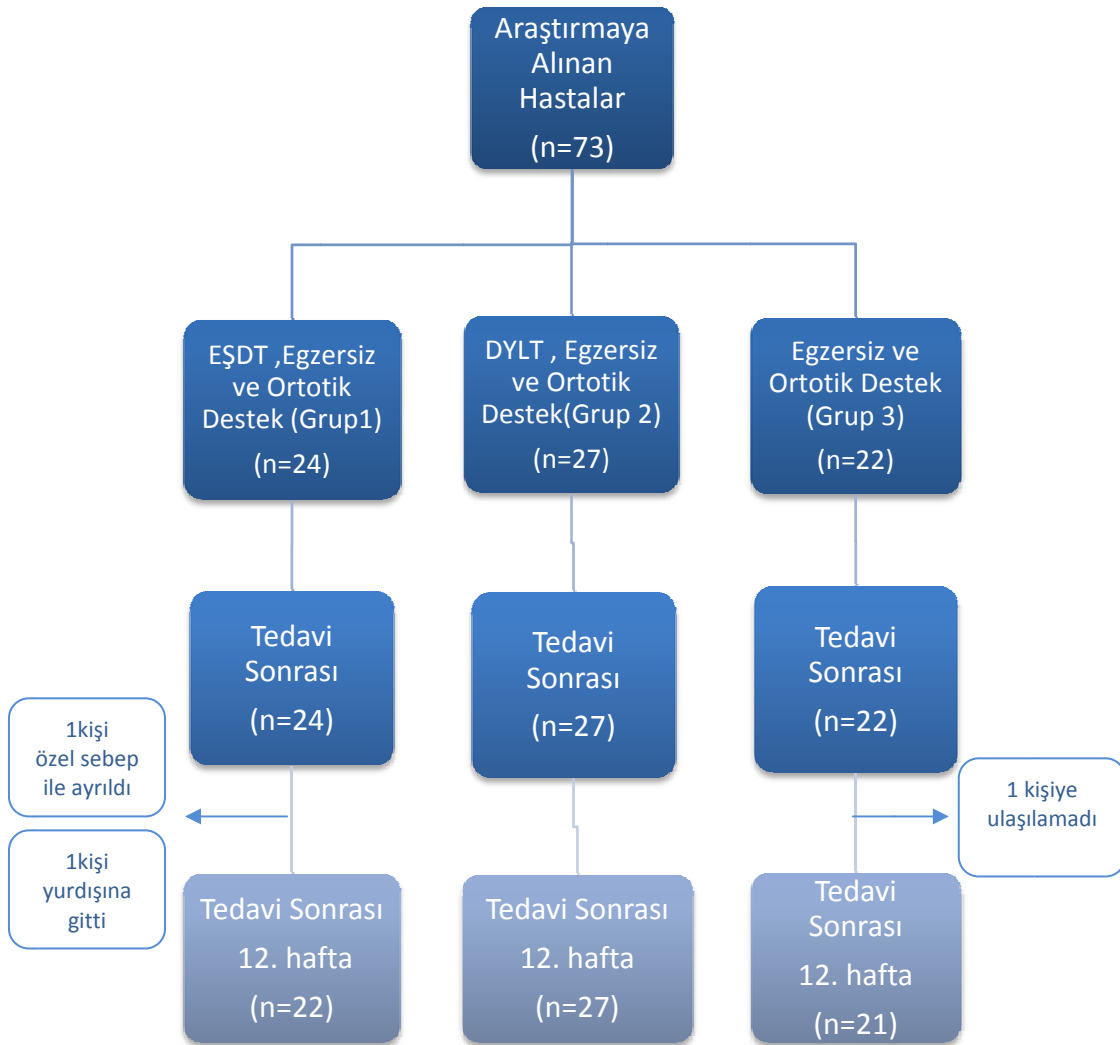 Araştırmaya
Alınan
Hastalar
(n=73)
EŞDT ,Egzersiz
ve Ortotik
Destek (Grup1)
(n=24)
DYLT , Egzersiz
ve Ortotik
Destek(Grup 2)
(n=27)
Egzersiz ve
Ortotik Destek
(Grup 3)
(n=22)
Tedavi
Sonrası
(n=24)
Tedavi
Sonrası
(n=27)
Tedavi
Sonrası
(n=22)
1kişi
özel sebep
ile ayrıldı
1kişi
yurdışına
gitti
1 kişiye
ulaşılamadı
Tedavi Sonrası
12. hafta
(n=22)
Tedavi Sonrası
12. hafta
(n=27)
Tedavi
Sonrası
12. hafta
(n=21)